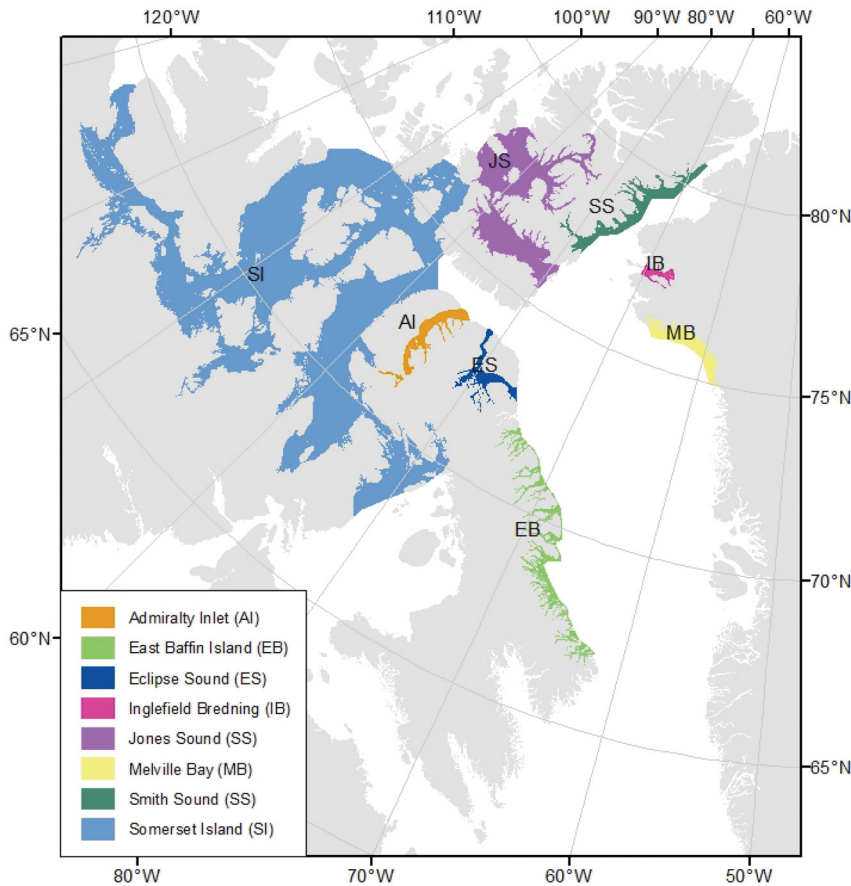 120°W 110°W 100°W 90°W 80°W 60°W
JS
SS
80°N
IB
SI
AI
65°N
MB
ES
75°N
EB
70°N
60°N
Admiralty Inlet (AI)
East Baffin Island (EB)
Eclipse Sound (ES)
Inglefield Bredning (IB)
Jones Sound (SS)
Melville Bay (MB)
Smith Sound (SS)
Somerset Island (SI)
65°N
80°W 70°W 60°W 50°W